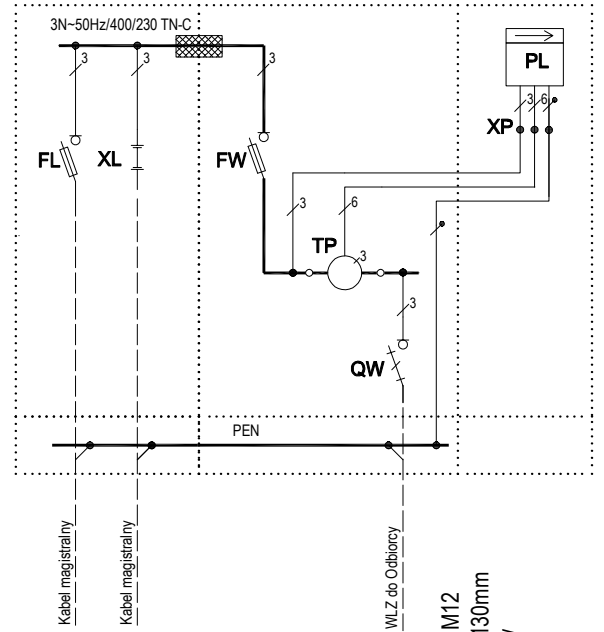 3N~50Hz/400/230 TN-C
3
3
3
PL
3
6
XP
FL
XL
FW
3
6
TP
3
3
QW
PEN
Kabel magistralny
Kabel magistralny
WLZ do Odbiorcy
M12
130mm